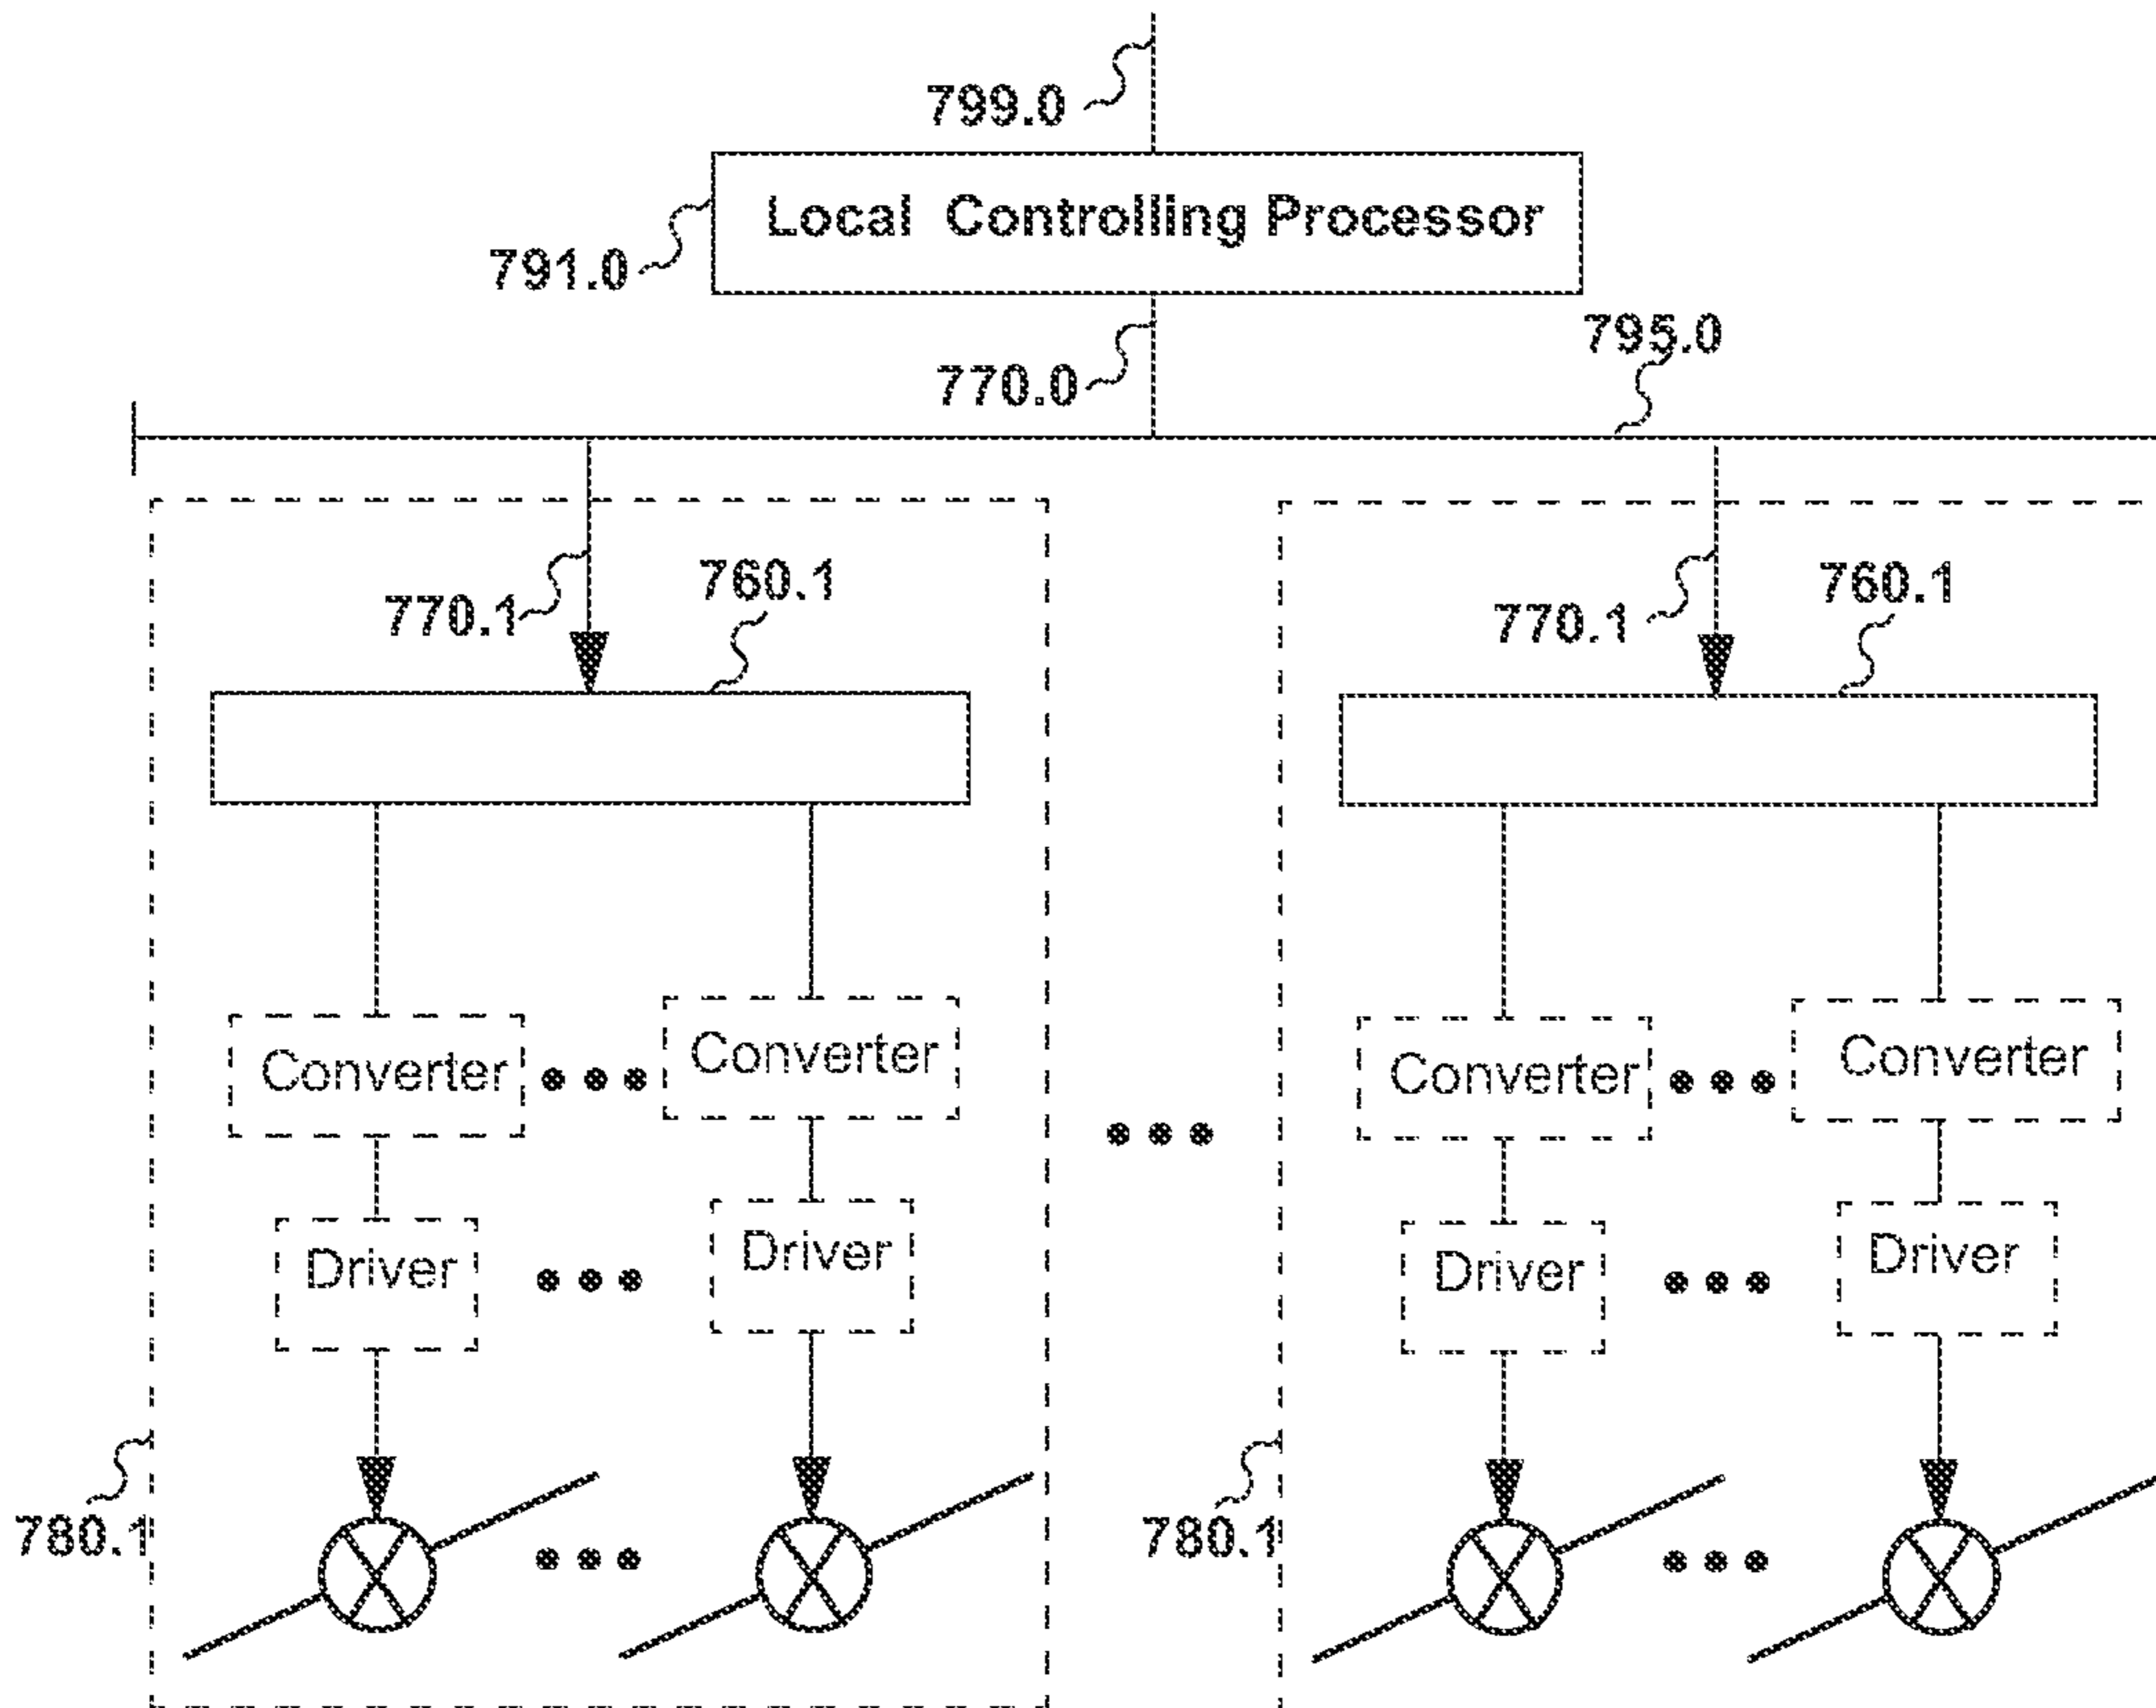 799.0
Local Controlling Processor
791.0
795.0
770.0
760.1
770.1
760.1
770.1
Converter
Converter
Converter
Converter
Driver
Driver
Driver
Driver
780.1
780.1